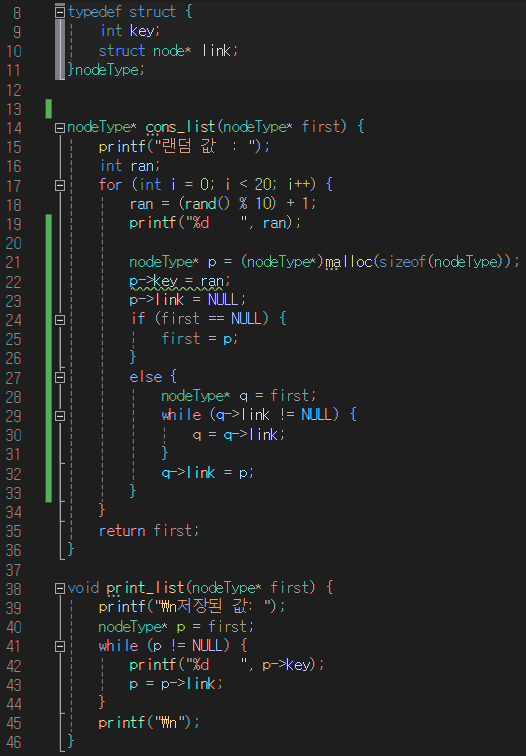 8 typedef struct {
9 int key;
10 struct node* link;
11 }nodeType;
12
13
14 nodeType* cons_list(nodeType* first) {
15 printf("랜덤 값  : ");
16 int ran;
17 for (int i = 0; i < 20; i++) {
18 ran = (rand() % 10) + 1;
19 printf("%d    ", ran);
20
21 nodeType* p = (nodeType*)malloc(sizeof(nodeType));
22 p->key = ran;
23 p->link = NULL;
24 if (first == NULL) {
25 first = p;
26 }
27 else {
28 nodeType* q = first;
29 while (q->link != NULL) {
30 q = q->link;
31 }
32 q->link = p;
33 }
34 }
35 return first;
36 }
37
38 void print_list(nodeType* first) {
39 printf("₩n저장된 값: ");
40 nodeType* p = first;
41 while (p != NULL) {
42 printf("%d    ", p->key);
43 p = p->link;
44 }
45 printf("₩n");
46 }